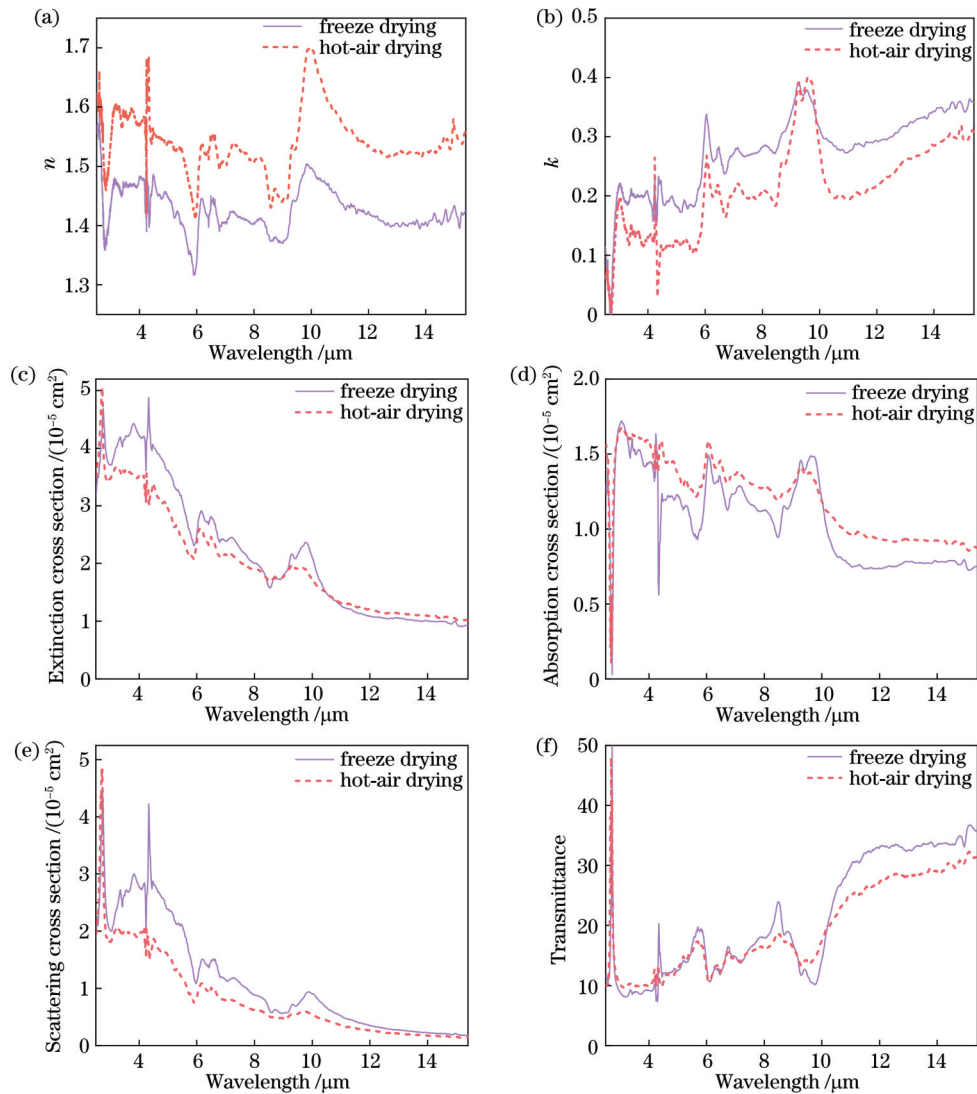 (a)
freeze drying
hot-air drying
1.7
1.6
1.5
1.4
1.3
n
4 6 8 10 12 14
Wavelength /μm
(b)
0.5
freeze drying
hot-air drying
0.4
0.3
0.2
0.1
0
k
4 6 8 10 12 14
Wavelength /μm
(c)
5
freeze drying
hot-air drying
4
3
2
1
0
Extinction cross section /(10⁻⁵ cm²)
4 6 8 10 12 14
Wavelength /μm
(d)
2.0
freeze drying
hot-air drying
1.5
1.0
0.5
0
Absorption cross section /(10⁻⁵ cm²)
4 6 8 10 12 14
Wavelength /μm
(e)
5
freeze drying
hot-air drying
4
3
2
1
0
Scattering cross section /(10⁻⁵ cm²)
4 6 8 10 12 14
Wavelength /μm
(f)
50
freeze drying
hot-air drying
40
30
20
10
0
Transmittance
4 6 8 10 12 14
Wavelength /μm